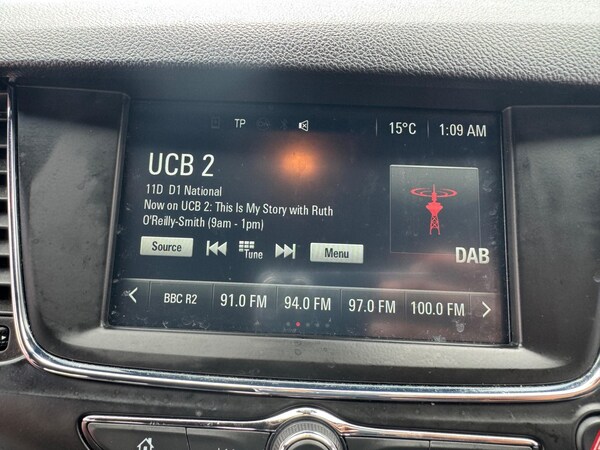 TP 15°C 1:09 AM
UCB 2
11D D1 National
Now on UCB 2: This Is My Story with Ruth
O'Reilly-Smith (9am - 1pm)
Source Tune Menu
DAB
BBC R2 91.0 FM 94.0 FM 97.0 FM 100.0 FM